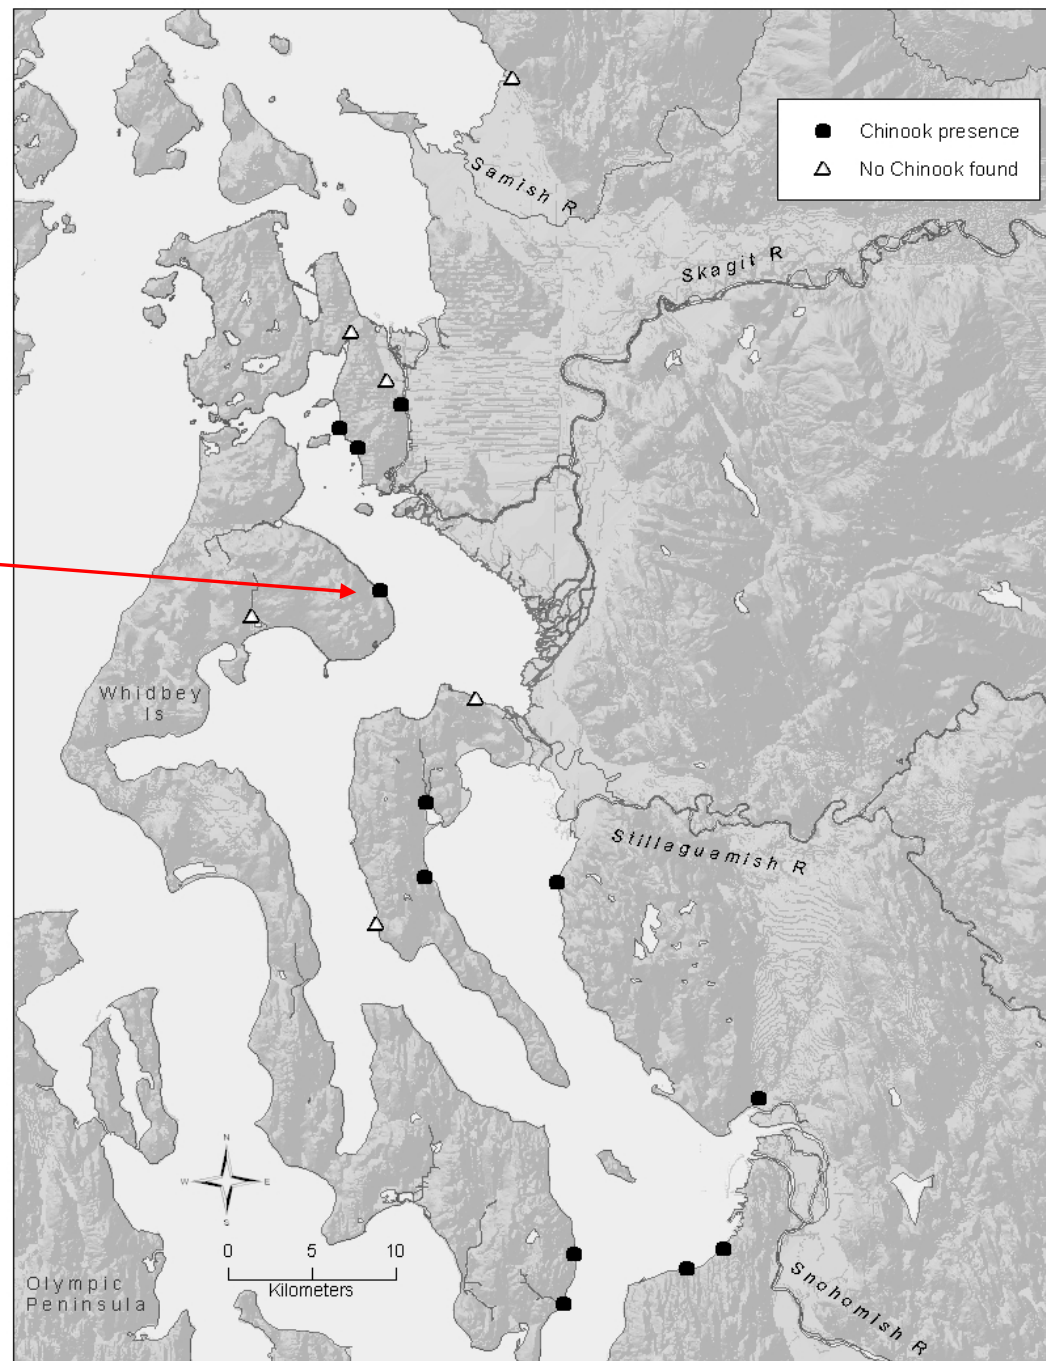 Chinook presence
No Chinook found
Samish R
Skagit R
Whidbey
Is
Stillaguamish R
N
W E
S
0 5 10
Kilometers
Olympic
Peninsula
Snohomish R